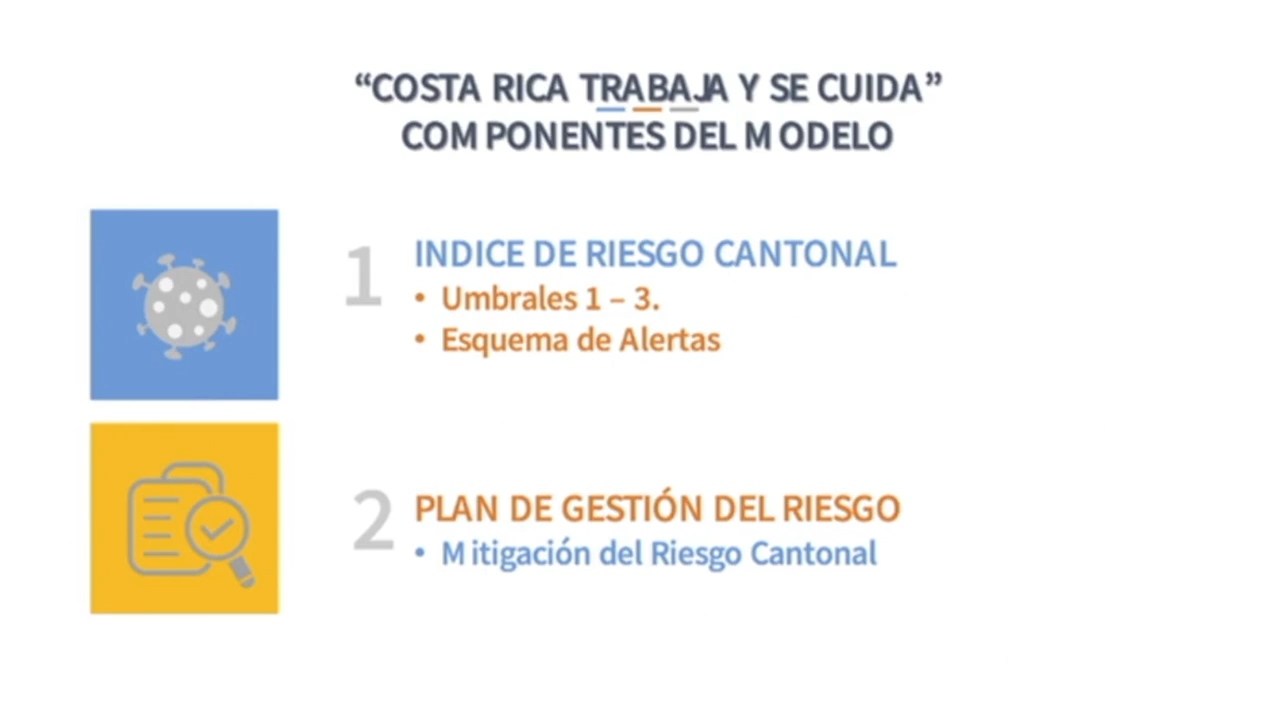 “COSTA RICA TRABAJA Y SE CUIDA”
COMPONENTES DEL MODELO
1 INDICE DE RIESGO CANTONAL
• Umbrales 1 – 3.
• Esquema de Alertas
2 PLAN DE GESTIÓN DEL RIESGO
• Mitigación del Riesgo Cantonal